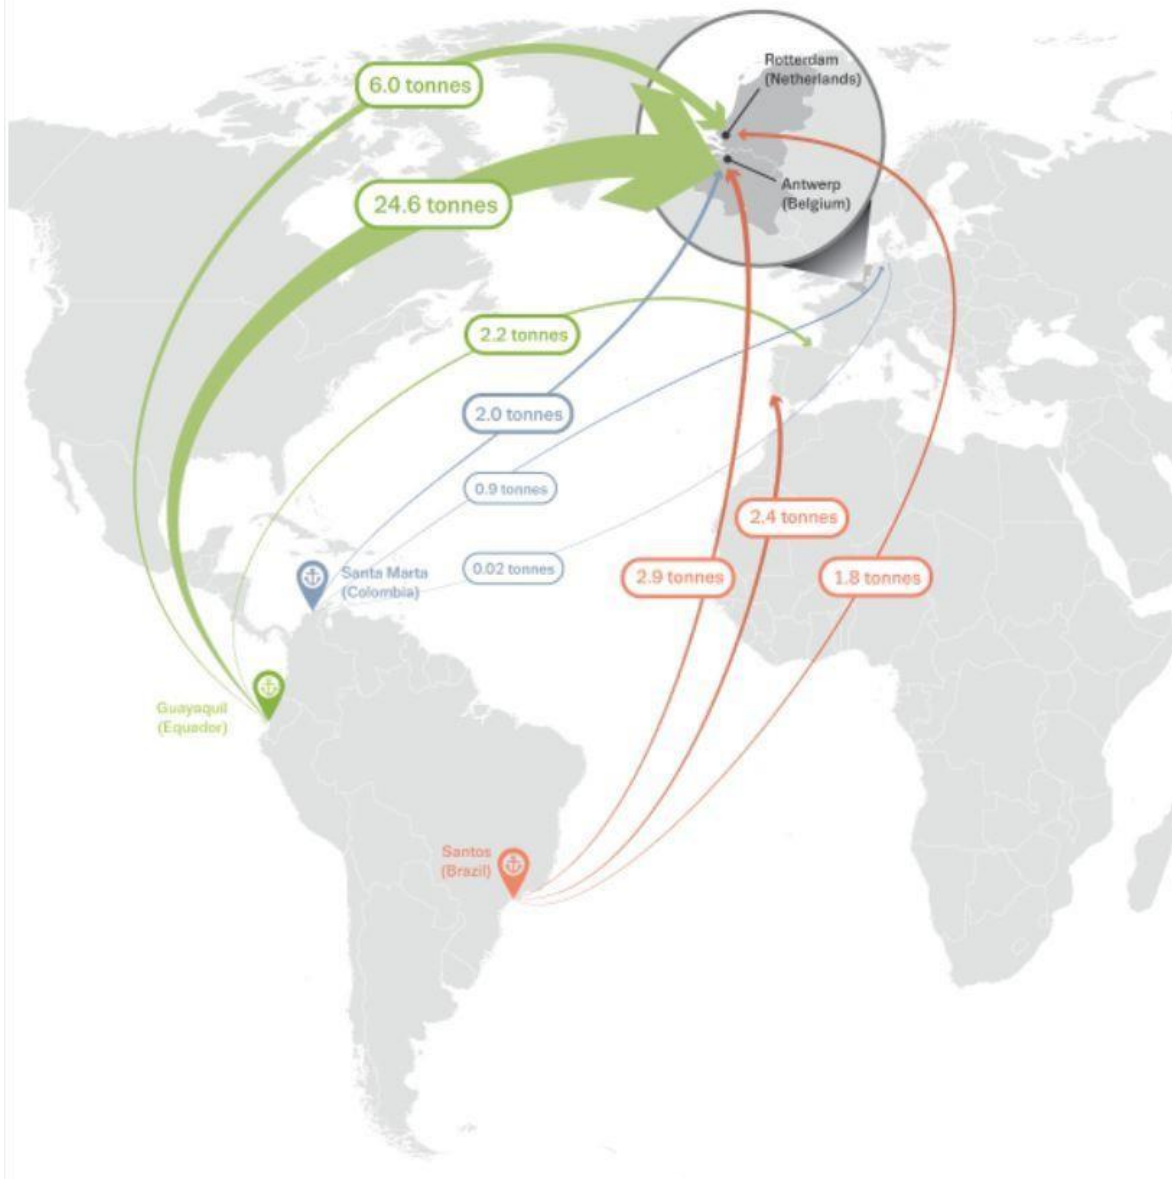 Rotterdam
(Netherlands)
6.0 tonnes
Antwerp
(Belgium)
24.6 tonnes
2.2 tonnes
2.0 tonnes
0.9 tonnes
2.4 tonnes
0.02 tonnes
2.9 tonnes
1.8 tonnes
Santa Marta
(Colombia)
Guayaquil
(Equador)
Santos
(Brazil)